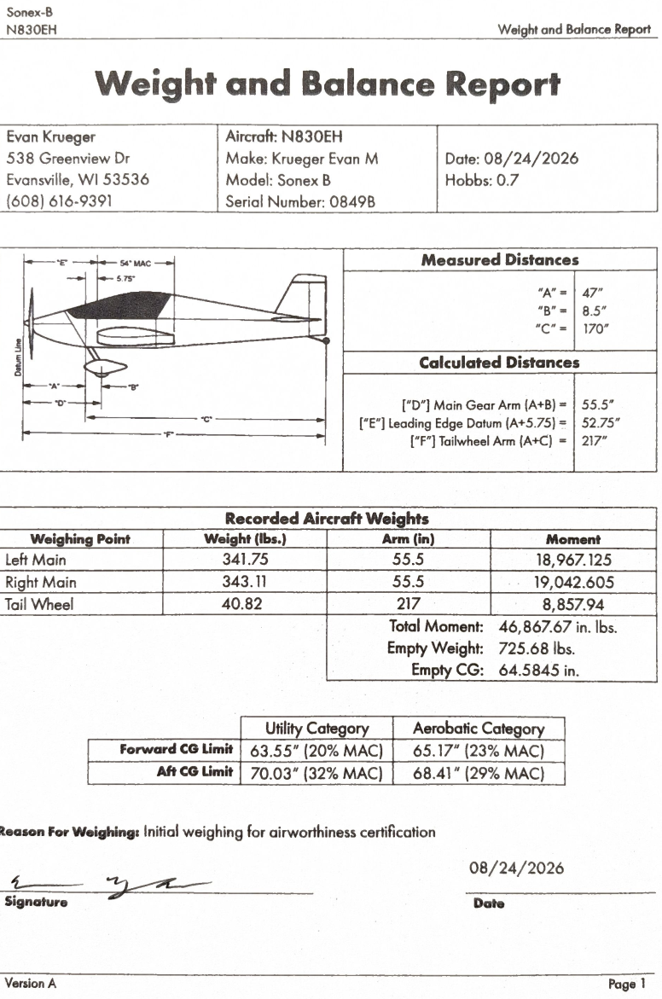 Sonex-B
N830EH Weight and Balance Report
Weight and Balance Report
Evan Krueger
538 Greenview Dr
Evansville, WI 53536
(608) 616-9391
Aircraft: N830EH
Make: Krueger Evan M
Model: Sonex B
Serial Number: 0849B
Date: 08/24/2026
Hobbs: 0.7
"E" 54" MAC
5.75"
Datum Line
"A" "B"
"D"
"C"
"F"
Measured Distances
"A" = 47"
"B" = 8.5"
"C" = 170"
Calculated Distances
["D"] Main Gear Arm (A+B) = 55.5"
["E"] Leading Edge Datum (A+5.75) = 52.75"
["F"] Tailwheel Arm (A+C) = 217"
Recorded Aircraft Weights
Weighing Point Weight (lbs.) Arm (in) Moment
Left Main 341.75 55.5 18,967.125
Right Main 343.11 55.5 19,042.605
Tail Wheel 40.82 217 8,857.94
Total Moment: 46,867.67 in. lbs.
Empty Weight: 725.68 lbs.
Empty CG: 64.5845 in.
Utility Category Aerobatic Category
Forward CG Limit 63.55" (20% MAC) 65.17" (23% MAC)
Aft CG Limit 70.03" (32% MAC) 68.41" (29% MAC)
Reason For Weighing: Initial weighing for airworthiness certification
08/24/2026
Signature Date
Version A Page 1